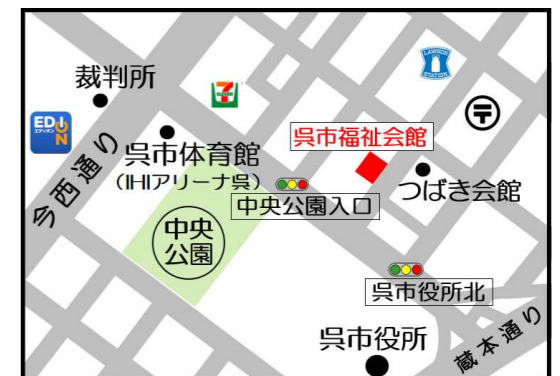 裁判所
LAWSON
STATION
EDION
エディオン
〒
呉市福祉会館
呉市体育館
(IHIアリーナ呉)
つばき会館
今西通り
中央公園入口
中央
公園
呉市役所北
呉市役所
蔵本通り